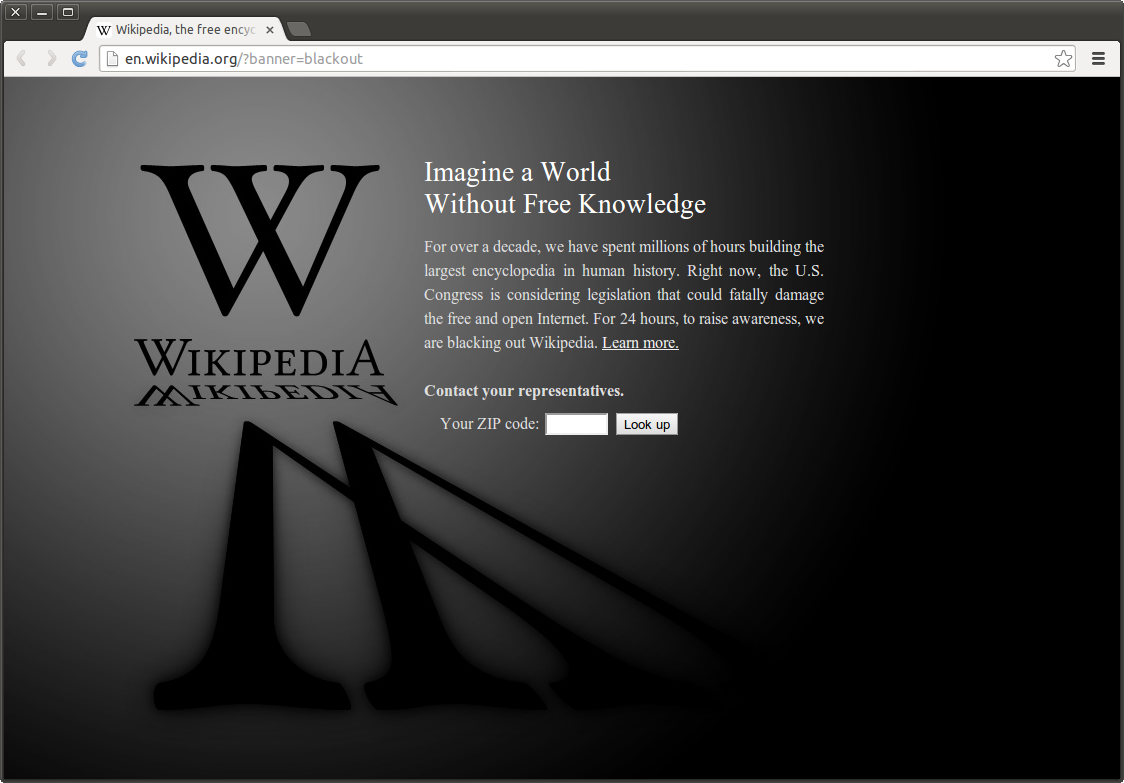 Wikipedia, the free encyc
en.wikipedia.org/?banner=blackout
W
WIKIPEDIA
Imagine a World
Without Free Knowledge
For over a decade, we have spent millions of hours building the
largest encyclopedia in human history. Right now, the U.S.
Congress is considering legislation that could fatally damage
the free and open Internet. For 24 hours, to raise awareness, we
are blacking out Wikipedia. Learn more.
Contact your representatives.
Your ZIP code: Look up